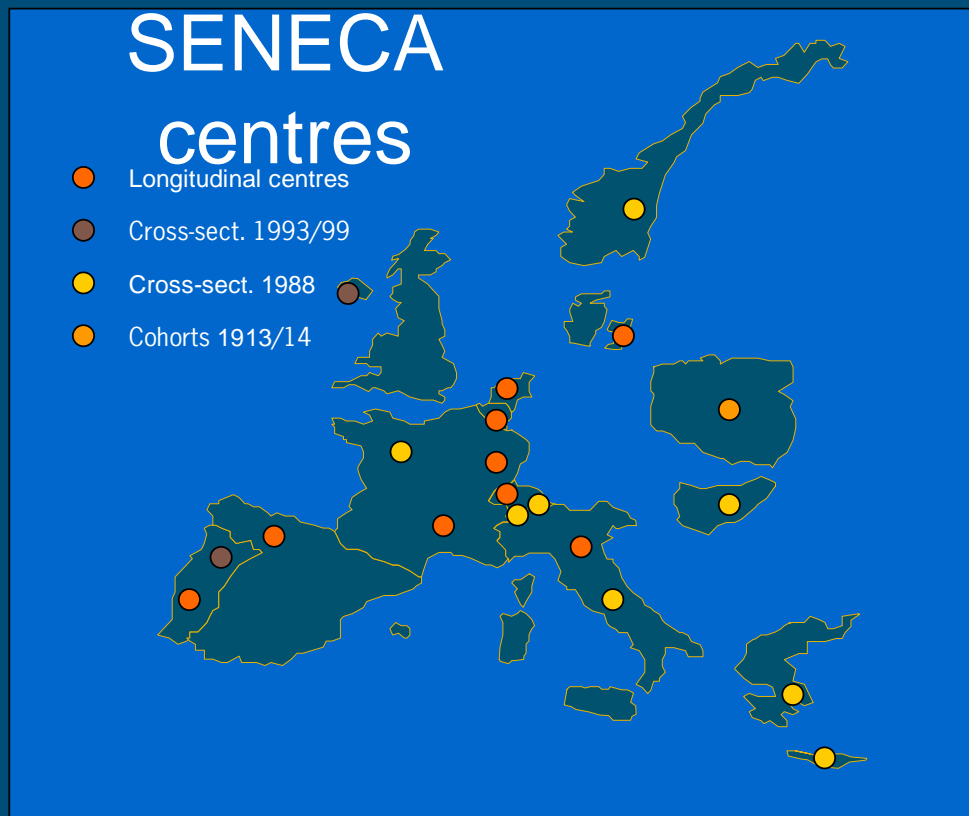 SENECA
centres
Longitudinal centres
Cross-sect. 1993/99
Cross-sect. 1988
Cohorts 1913/14